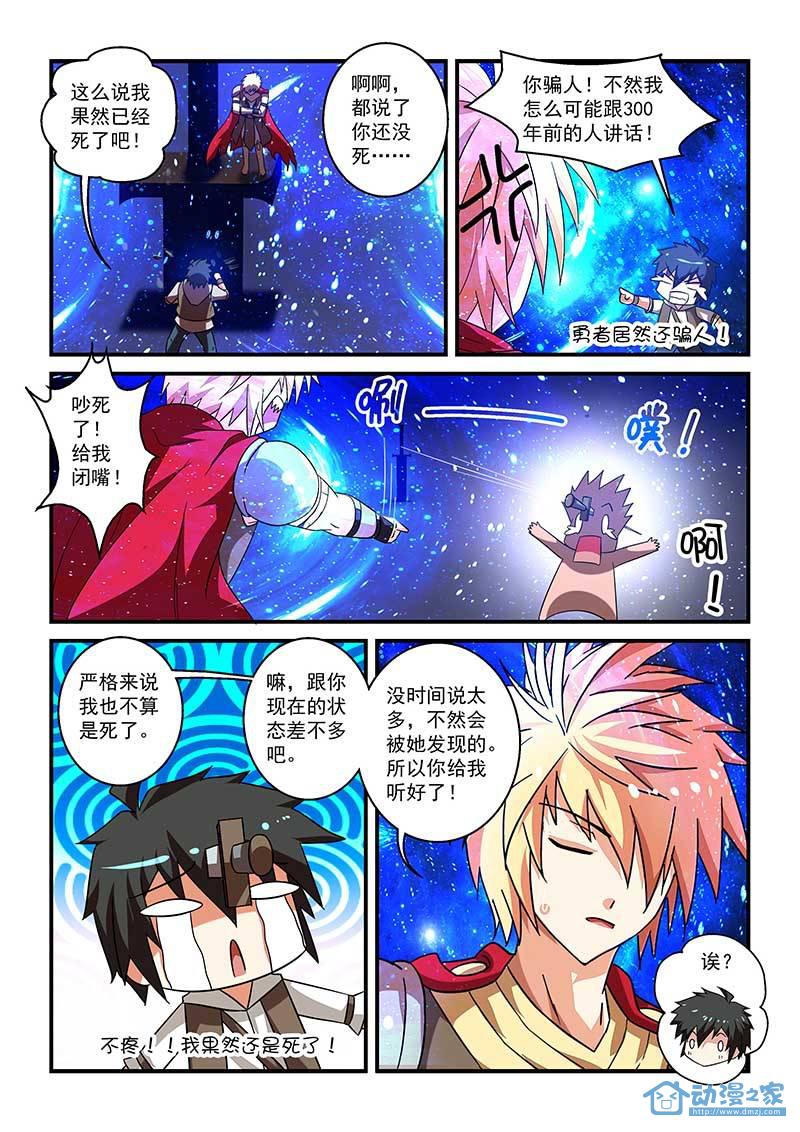 这么说我
果然已经
死了吧！
啊啊，
都说了
你还没
死……
你骗人！不然我
怎么可能跟300
年前的人讲话！
勇者居然还骗人！
吵死
了！
给我
闭嘴！
唰
噗！
啊！
严格来说
我也不算
是死了。
嘛，跟你
现在的状
态差不多
吧。
不疼！！我果然还是死了！
没时间说太
多，不然会
被她发现的。
所以你给我
听好了！
诶？
动漫之家
http://www.dmzj.com